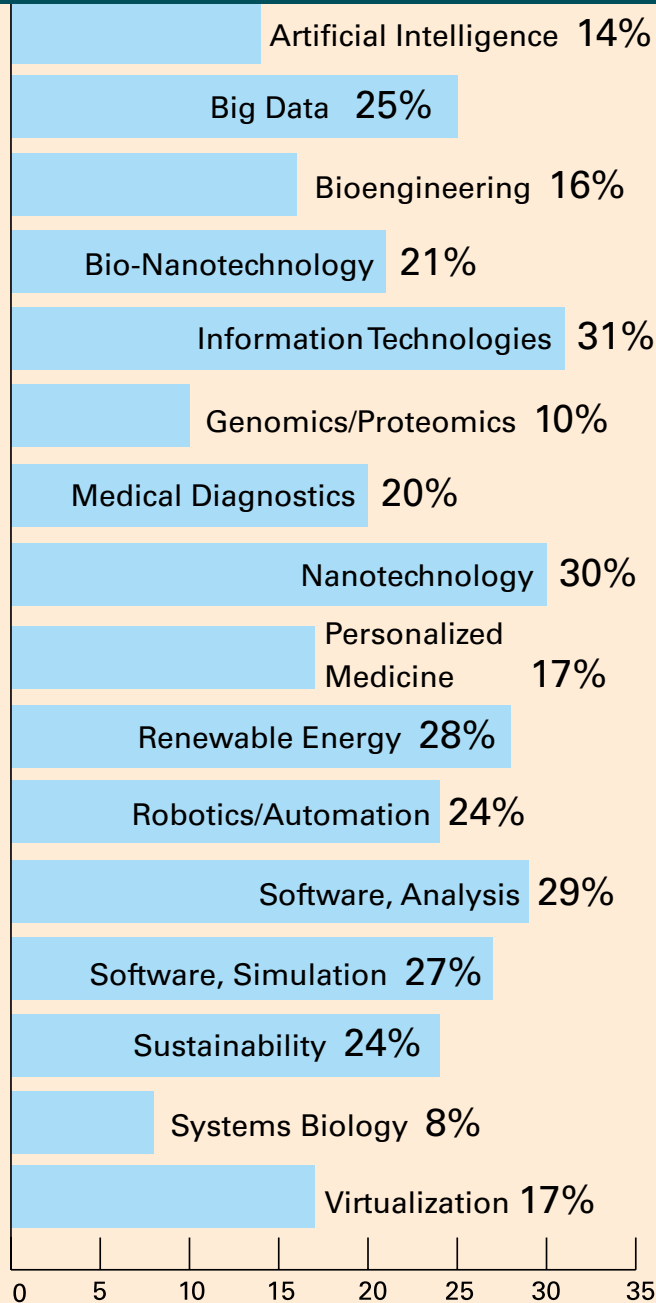 Artificial Intelligence 14%
Big Data 25%
Bioengineering 16%
Bio-Nanotechnology 21%
Information Technologies 31%
Genomics/Proteomics 10%
Medical Diagnostics 20%
Nanotechnology 30%
Personalized
Medicine 17%
Renewable Energy 28%
Robotics/Automation 24%
Software, Analysis 29%
Software, Simulation 27%
Sustainability 24%
Systems Biology 8%
Virtualization 17%
0 5 10 15 20 25 30 35